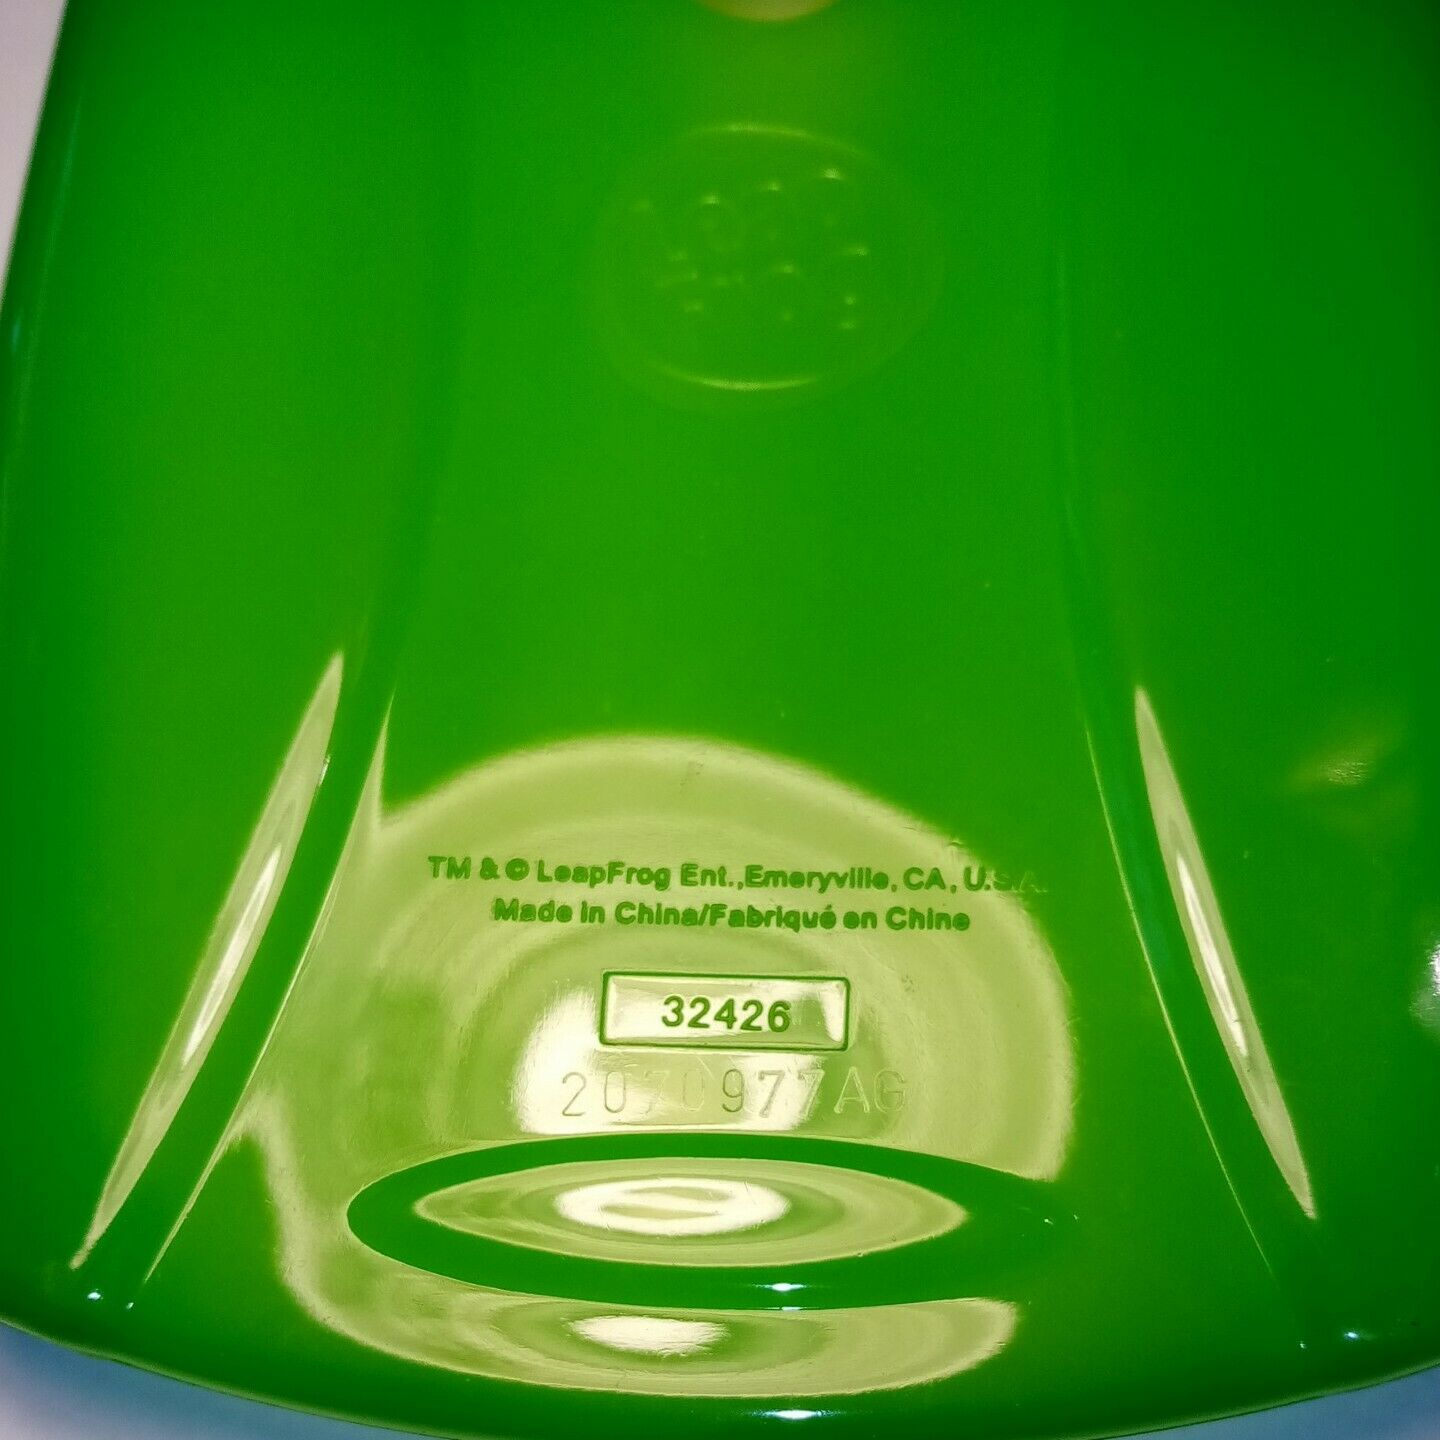 TM & © LeapFrog Ent., Emeryville, CA, U.S.A.
Made in China/Fabriqué en Chine
32426
2070977AG